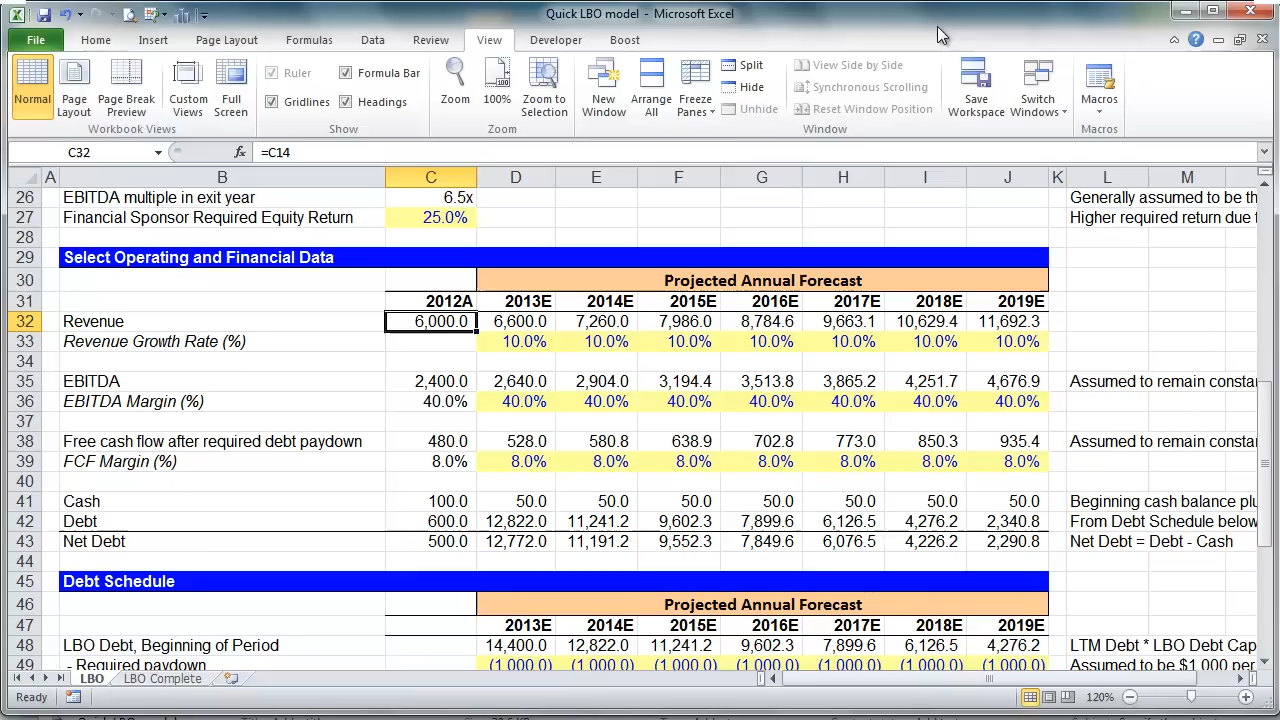 Quick LBO model - Microsoft Excel
File Home Insert Page Layout Formulas Data Review View Developer Boost
Normal Page Layout Page Break Preview Custom Views Full Screen
Workbook Views
Ruler Formula Bar
Gridlines Headings
Show
Zoom 100% Zoom to Selection
Zoom
New Window Arrange All Freeze Panes
Split View Side by Side
Hide Synchronous Scrolling
Unhide Reset Window Position
Save Workspace Switch Windows
Window
Macros
Macros
C32 fx =C14
A B C D E F G H I J K L M
26 EBITDA multiple in exit year 6.5x Generally assumed to be th
27 Financial Sponsor Required Equity Return 25.0% Higher required return due
28
29 Select Operating and Financial Data
30 Projected Annual Forecast
31 2012A 2013E 2014E 2015E 2016E 2017E 2018E 2019E
32 Revenue 6,000.0 6,600.0 7,260.0 7,986.0 8,784.6 9,663.1 10,629.4 11,692.3
33 Revenue Growth Rate (%) 10.0% 10.0% 10.0% 10.0% 10.0% 10.0% 10.0%
34
35 EBITDA 2,400.0 2,640.0 2,904.0 3,194.4 3,513.8 3,865.2 4,251.7 4,676.9 Assumed to remain consta
36 EBITDA Margin (%) 40.0% 40.0% 40.0% 40.0% 40.0% 40.0% 40.0% 40.0%
37
38 Free cash flow after required debt paydown 480.0 528.0 580.8 638.9 702.8 773.0 850.3 935.4 Assumed to remain consta
39 FCF Margin (%) 8.0% 8.0% 8.0% 8.0% 8.0% 8.0% 8.0% 8.0%
40
41 Cash 100.0 50.0 50.0 50.0 50.0 50.0 50.0 50.0 Beginning cash balance plu
42 Debt 600.0 12,822.0 11,241.2 9,602.3 7,899.6 6,126.5 4,276.2 2,340.8 From Debt Schedule below
43 Net Debt 500.0 12,772.0 11,191.2 9,552.3 7,849.6 6,076.5 4,226.2 2,290.8 Net Debt = Debt - Cash
44
45 Debt Schedule
46 Projected Annual Forecast
47 2013E 2014E 2015E 2016E 2017E 2018E 2019E
48 LBO Debt, Beginning of Period 14,400.0 12,822.0 11,241.2 9,602.3 7,899.6 6,126.5 4,276.2 LTM Debt * LBO Debt Cap
49 - Required paydown (1,000.0) (1,000.0) (1,000.0) (1,000.0) (1,000.0) (1,000.0) (1,000.0) Assumed to be $1,000 per
LBO LBO Complete
Ready 120%